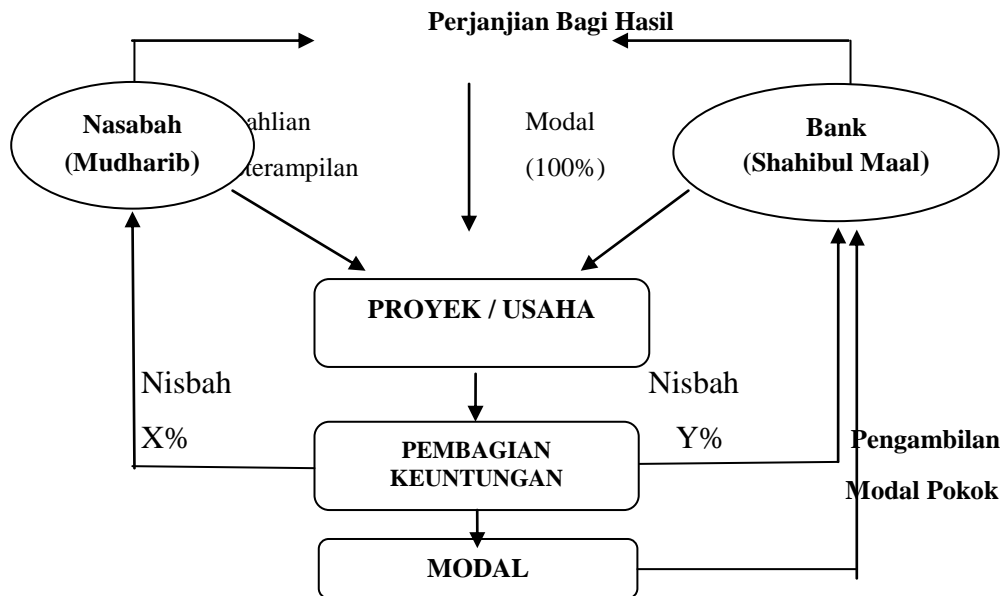 Perjanjian Bagi Hasil
Nasabah
(Mudharib)
ahlian
terampilan
Modal
(100%)
Bank
(Shahibul Maal)
PROYEK / USAHA
Nisbah
X%
Nisbah
Y%
PEMBAGIAN
KEUNTUNGAN
Pengambilan
Modal Pokok
MODAL